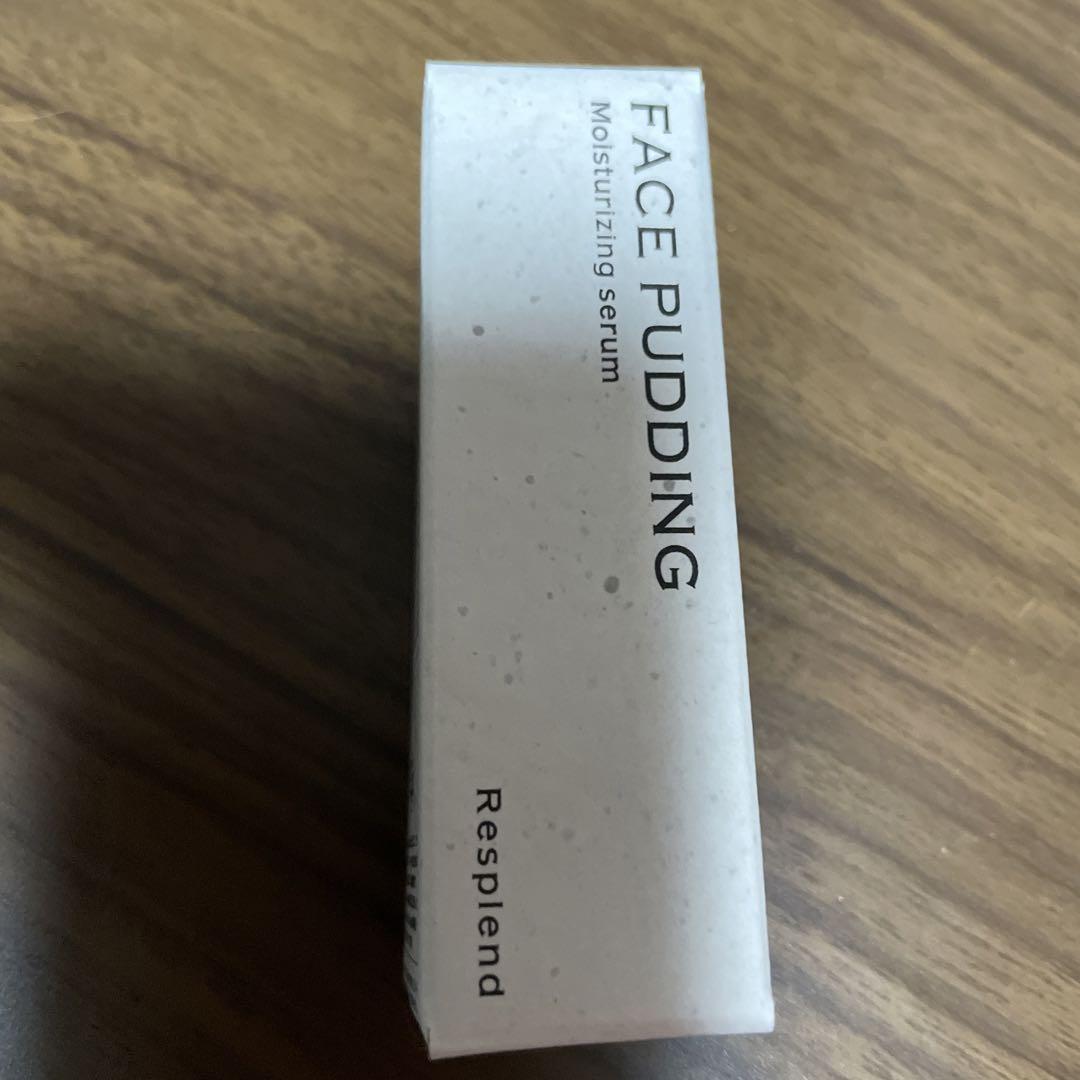 FACE PUDDING
Moisturizing serum
Resplend